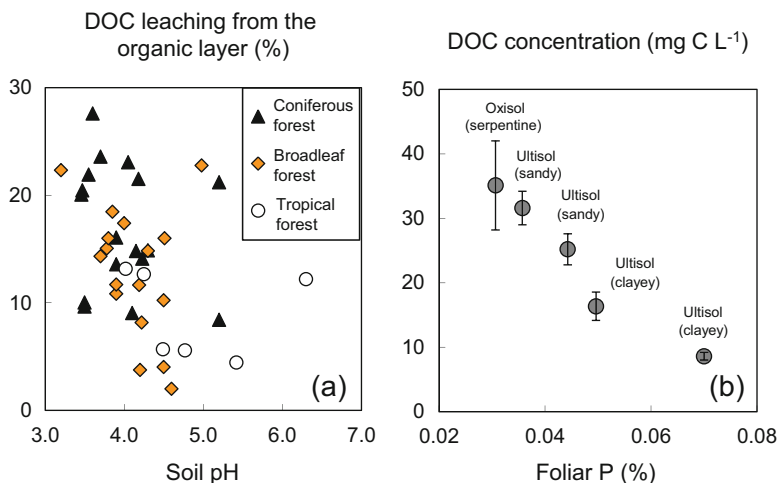 DOC leaching from the
organic layer (%)
30
20
10
0
3.0 4.0 5.0 6.0 7.0
Soil pH
Coniferous
forest
Broadleaf
forest
Tropical
forest
(a)
DOC concentration (mg C L⁻¹)
50
40
30
20
10
0
0.02 0.04 0.06 0.08
Foliar P (%)
Oxisol
(serpentine)
Ultisol
(sandy)
Ultisol
(sandy)
Ultisol
(clayey)
Ultisol
(clayey)
(b)